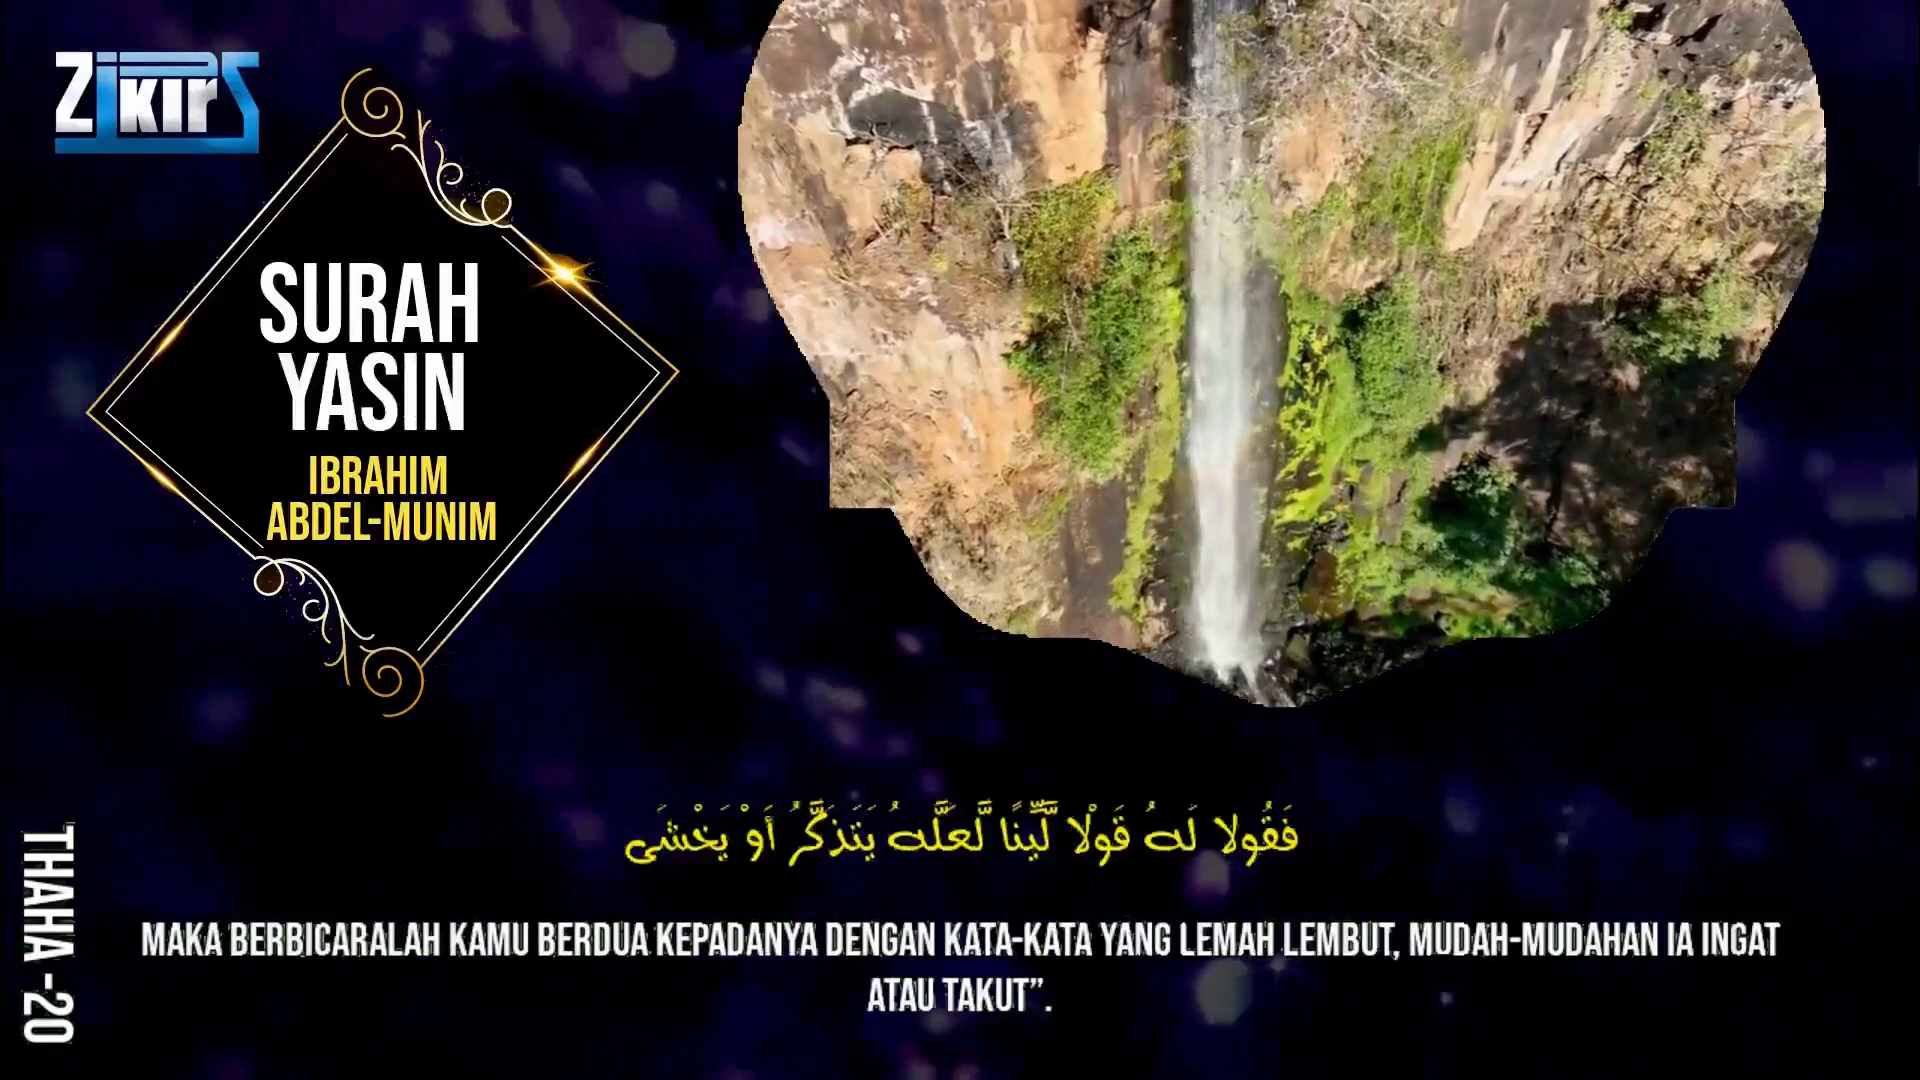 ZikirS
SURAH
YASIN
IBRAHIM
ABDEL-MUNIM
فَقُولَا لَهُ قَوْلًا لَّيِّنًا لَّعَلَّهُ يَتَذَكَّرُ أَوْ يَخْشَى
MAKA BERBICARALAH KAMU BERDUA KEPADANYA DENGAN KATA-KATA YANG LEMAH LEMBUT, MUDAH-MUDAHAN IA INGAT
ATAU TAKUT”.
THAHA -20